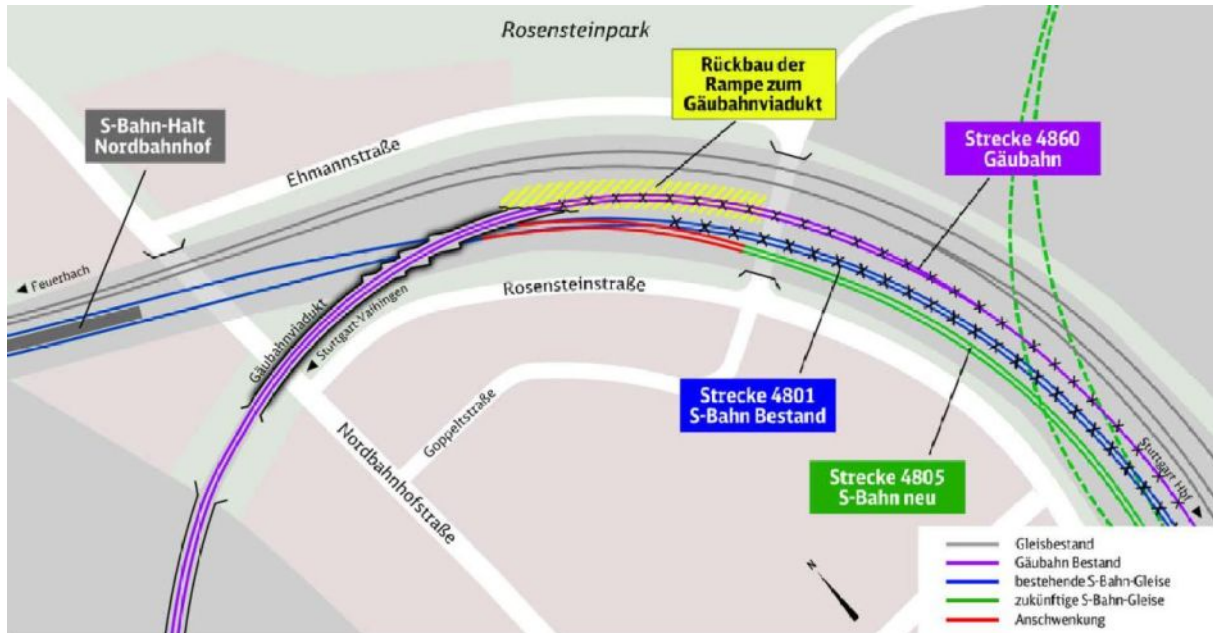 Rosensteinpark
Rückbau der
Rampe zum
Gäubahnviadukt
S-Bahn-Halt
Nordbahnhof
Strecke 4860
Gäubahn
Ehmannstraße
Feuerbach
Rosensteinstraße
Gäubahnviadukt
Stuttgart-Vaihingen
Strecke 4801
S-Bahn Bestand
Goppeltstraße
Nordbahnhofstraße
Strecke 4805
S-Bahn neu
Stuttgart Hbf
N
Gleisbestand
Gäubahn Bestand
bestehende S-Bahn-Gleise
zukünftige S-Bahn-Gleise
Anschwenkung